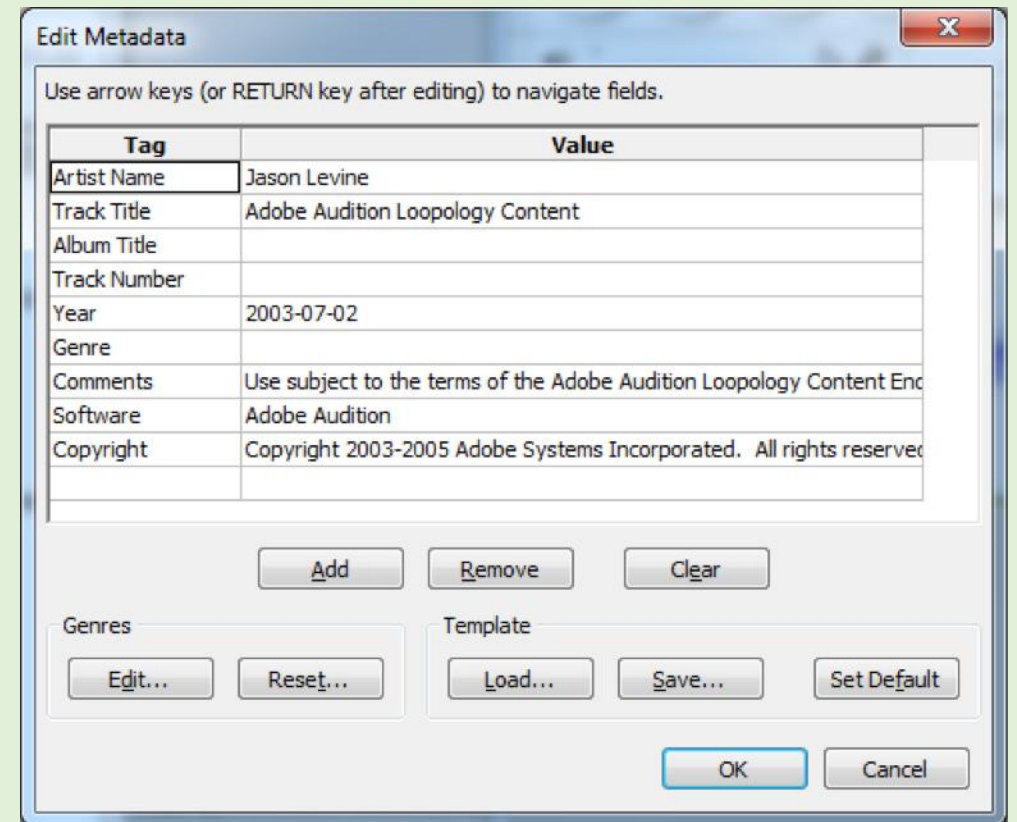 Edit Metadata
Use arrow keys (or RETURN key after editing) to navigate fields.
Tag Value
Artist Name Jason Levine
Track Title Adobe Audition Loopology Content
Album Title
Track Number
Year 2003-07-02
Genre
Comments Use subject to the terms of the Adobe Audition Loopology Content
Software Adobe Audition
Copyright Copyright 2003-2005 Adobe Systems Incorporated. All rights reserved
Add Remove Clear
Genres Template
Edit... Reset... Load... Save... Set Default
OK Cancel